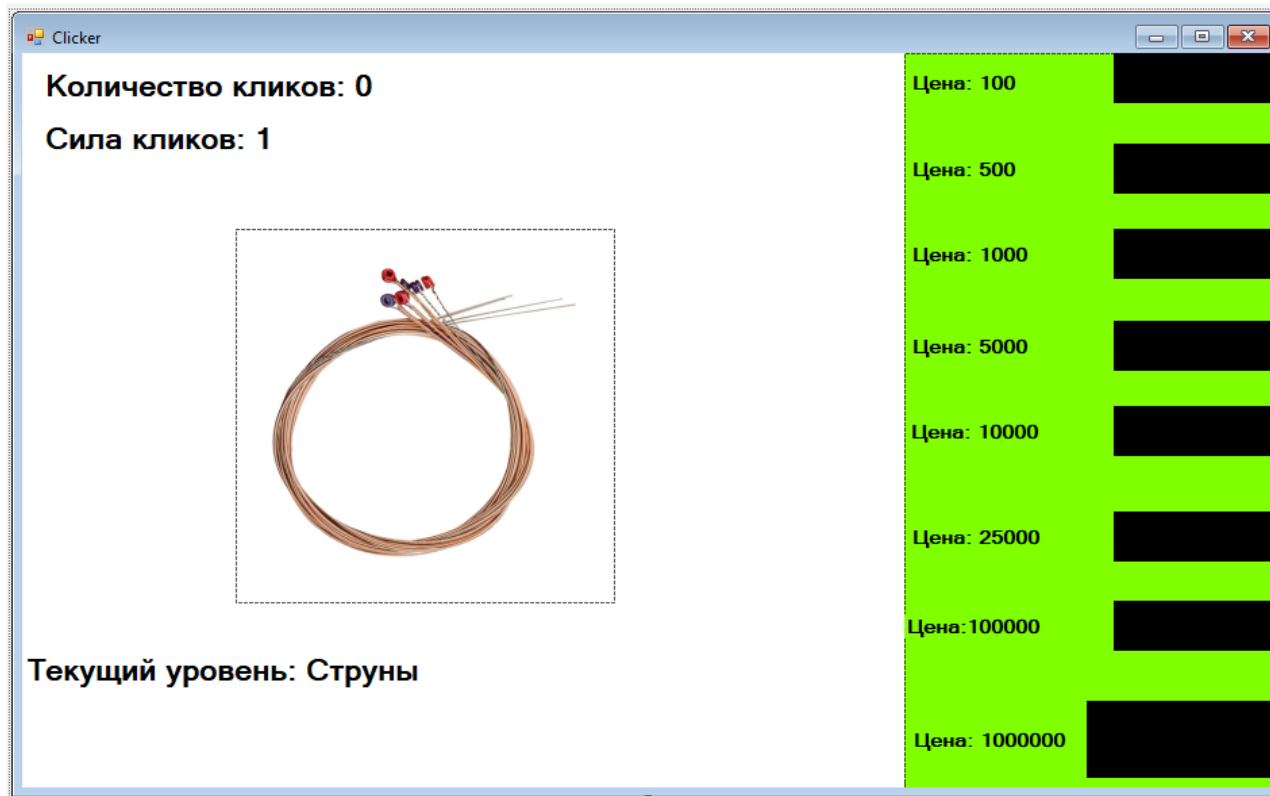 Clicker
Количество кликов: 0
Сила кликов: 1
Текущий уровень: Струны
Цена: 100
Цена: 500
Цена: 1000
Цена: 5000
Цена: 10000
Цена: 25000
Цена:100000
Цена: 1000000